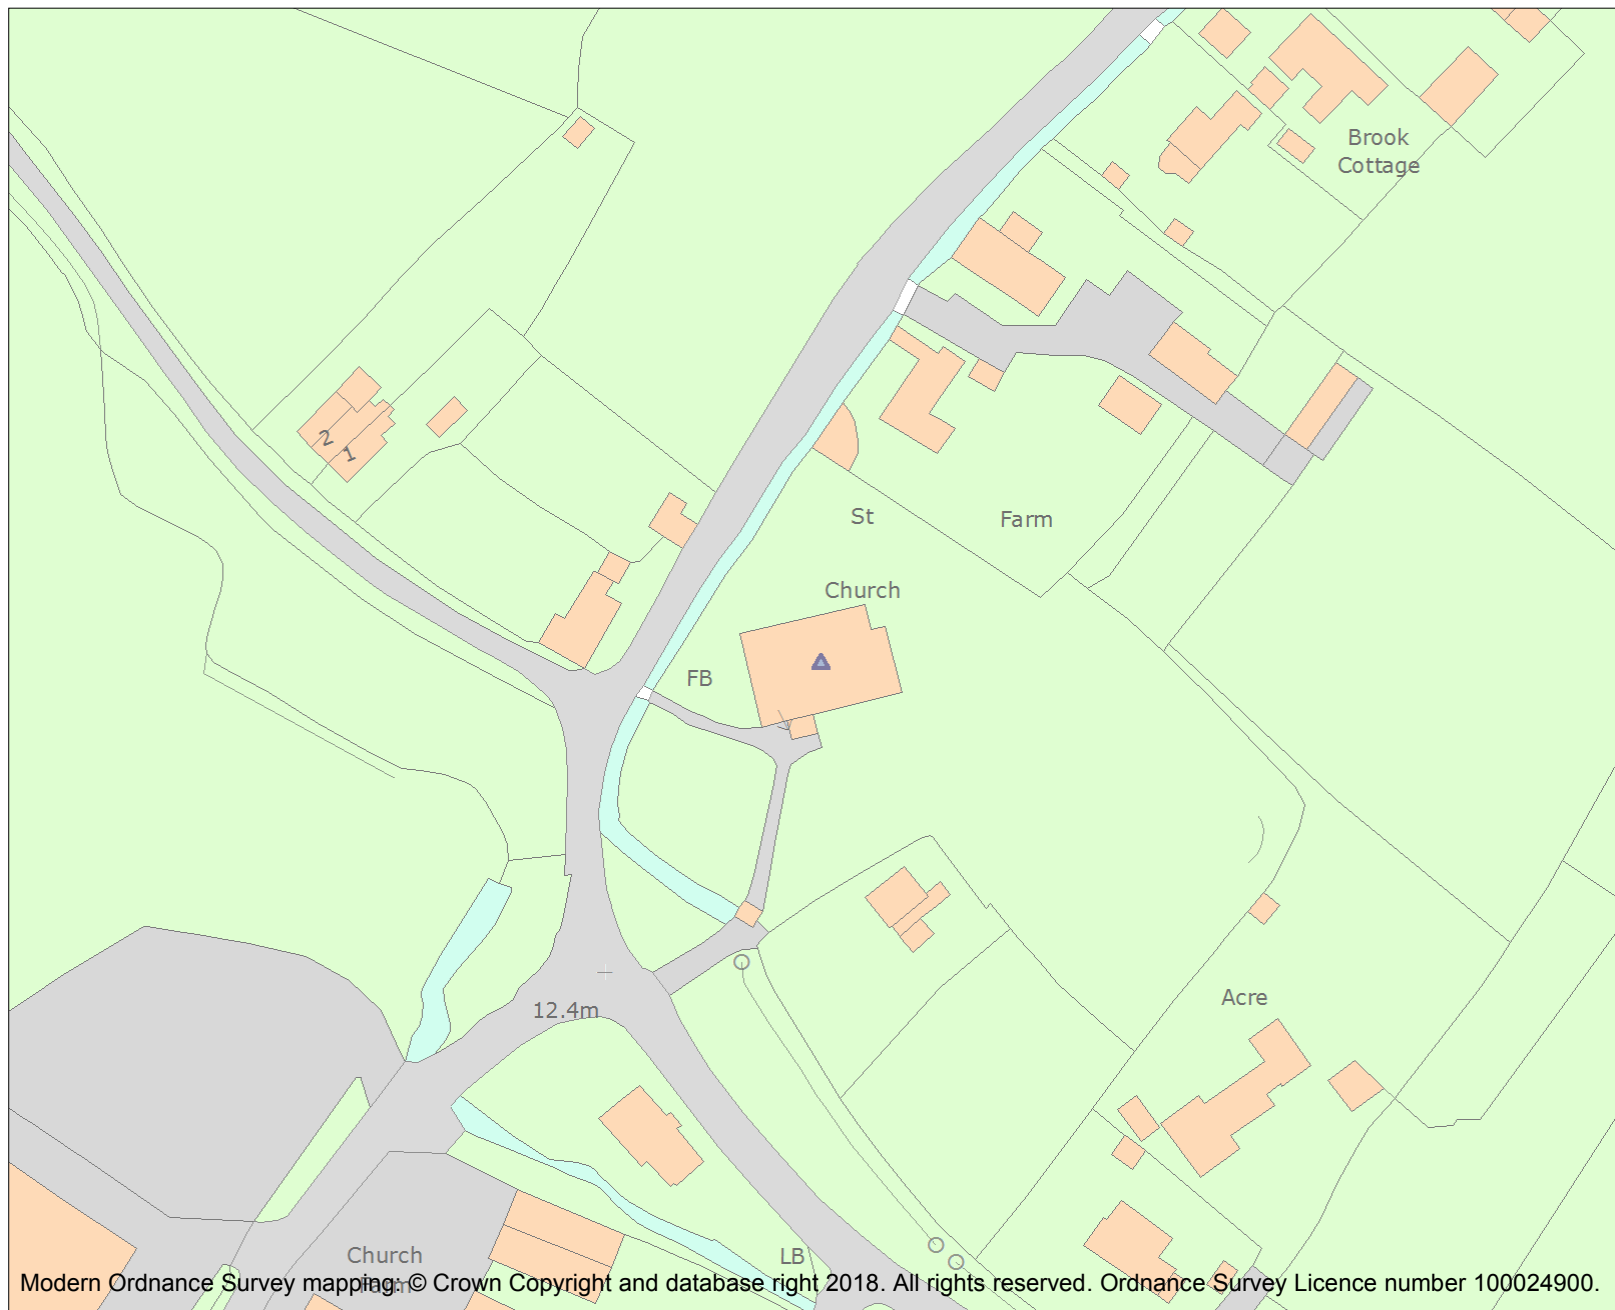 Brook
Cottage
2
1
St
Farm
Church
FB
Acre
12.4m
LB
Church
Farm
Modern Ordnance Survey mapping: © Crown Copyright and database right 2018. All rights reserved. Ordnance Survey Licence number 100024900.